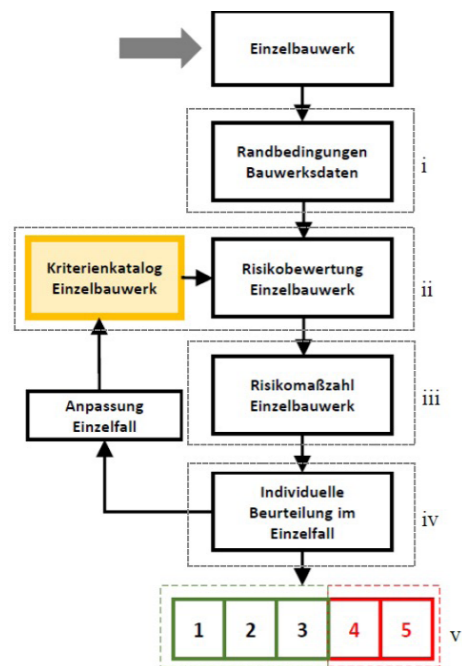 Einzelbauwerk
Randbedingungen
Bauwerksdaten
i
Kriterienkatalog
Einzelbauwerk
Risikobewertung
Einzelbauwerk
ii
Risikomaßzahl
Einzelbauwerk
iii
Anpassung
Einzelfall
Individuelle
Beurteilung im
Einzelfall
iv
1 2 3 4 5
v